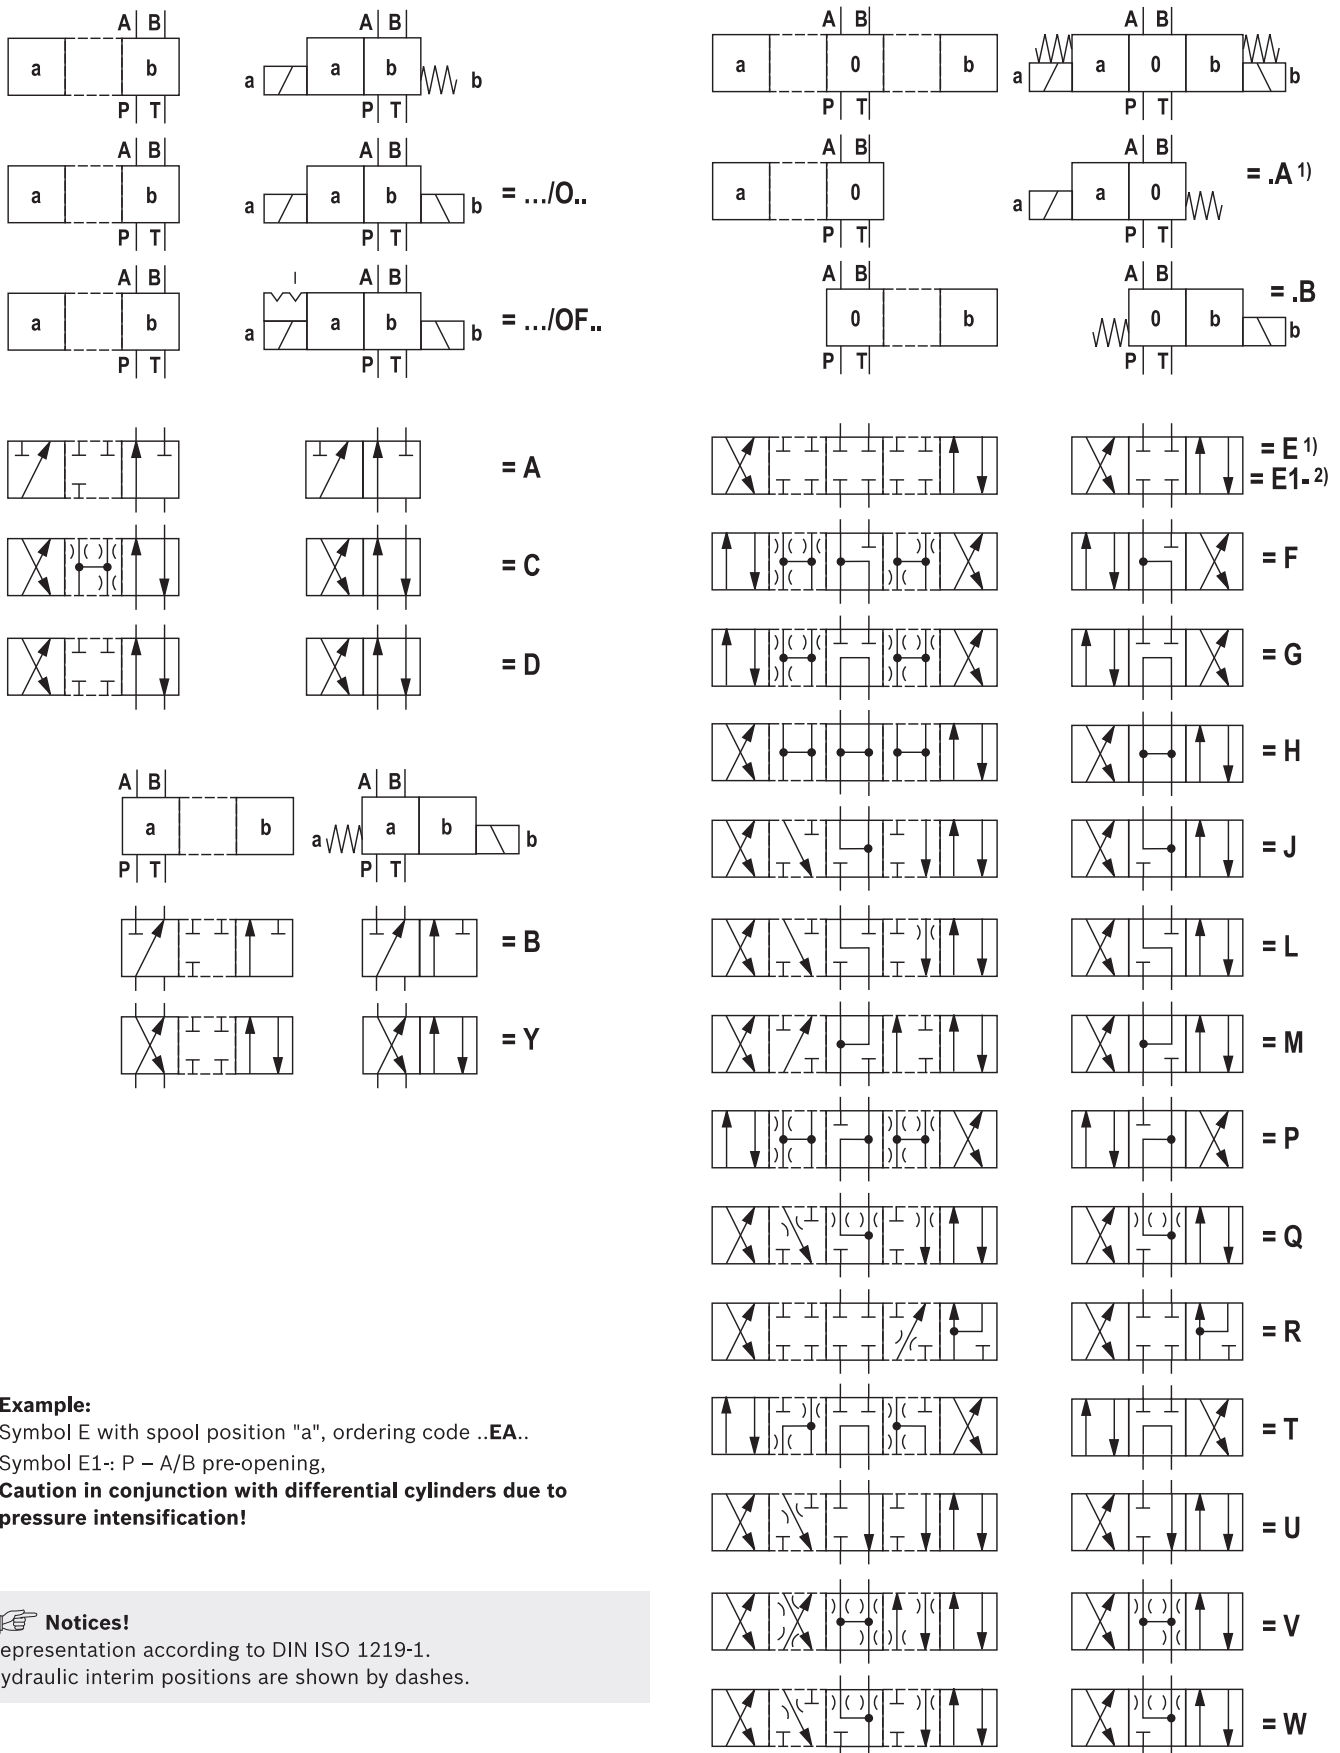 A B
a b
P T
A B
a a b b
P T
A B
a b
P T
A B
a a b b = .../O..
P T
A B
a b
P T
A B
a a b b = .../OF..
P T
= A
= C
= D
A B
a b
P T
A B
a a b b
P T
= B
= Y
A B
a 0 b
P T
A B
a a 0 b b
P T
A B
a 0
P T
A B
a a 0 = .A 1)
P T
A B
0 b
P T
A B
0 b b = .B
P T
= E 1)
= E1- 2)
= F
= G
= H
= J
= L
= M
= P
= Q
= R
= T
= U
= V
= W
Example:
Symbol E with spool position "a", ordering code ..EA..
Symbol E1-: P – A/B pre-opening,
Caution in conjunction with differential cylinders due to
pressure intensification!
Notices!
epresentation according to DIN ISO 1219-1.
ydraulic interim positions are shown by dashes.